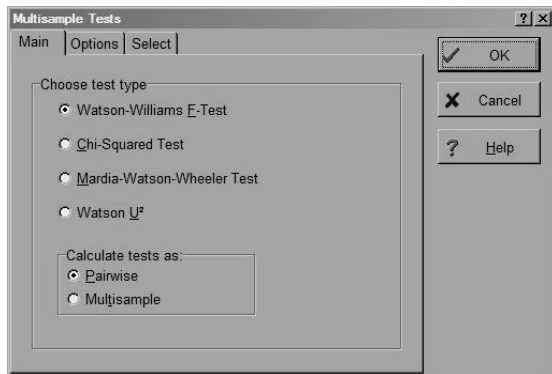 Multisample Tests
Main Options Select
Choose test type
Watson-Williams F-Test
Chi-Squared Test
Mardia-Watson-Wheeler Test
Watson U²
Calculate tests as:
Pairwise
Multisample
OK
Cancel
Help